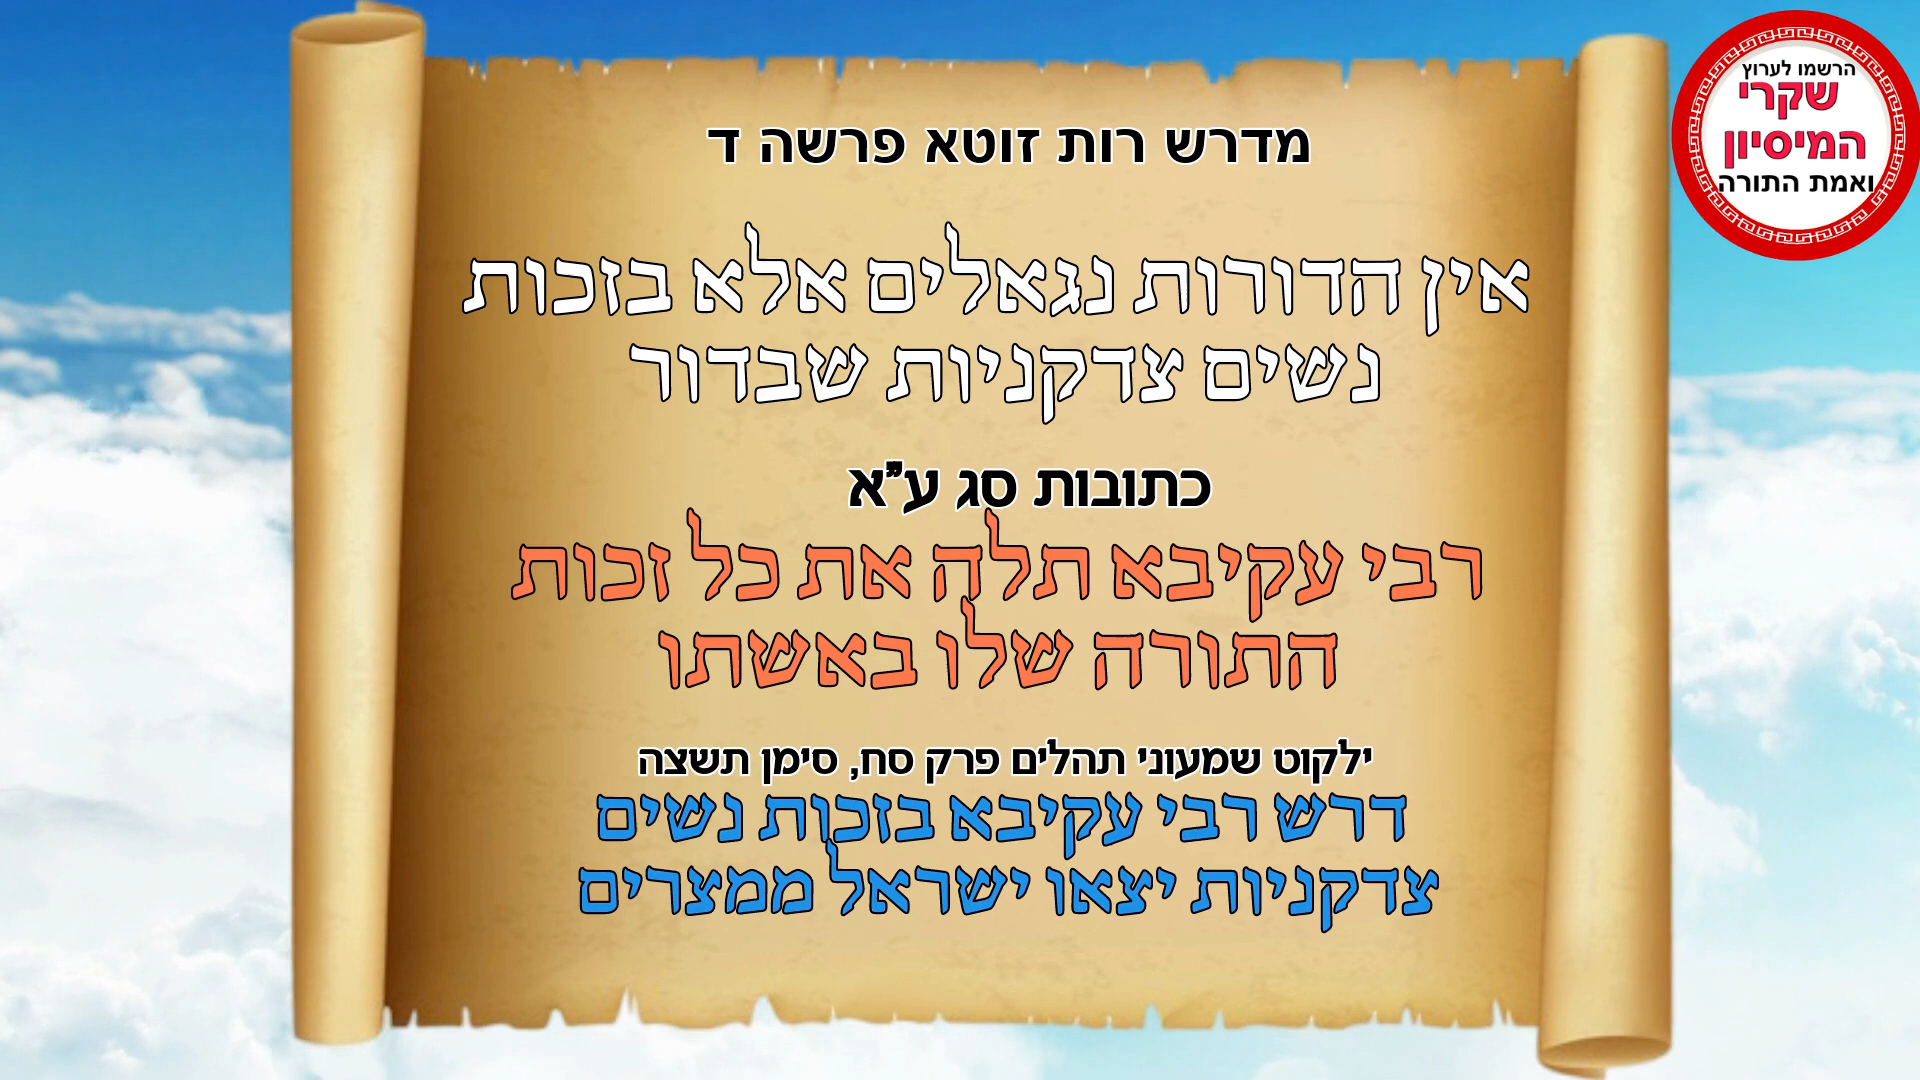 הרשמו לערוץ
שקרי
המיסיון
ואמת התורה
מדרש רות זוטא פרשה ד
אין הדורות נגאלים אלא בזכות
נשים צדקניות שבדור
כתובות סג ע"א
רבי עקיבא תלה את כל זכות
התורה שלו באשתו
ילקוט שמעוני תהלים פרק סח, סימן תשצה
דרש רבי עקיבא בזכות נשים
צדקניות יצאו ישראל ממצרים